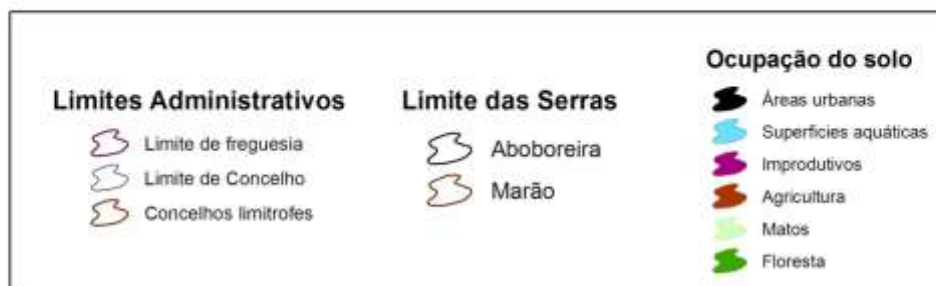 Limites Administrativos
Limite de freguesia
Limite de Concelho
Concelhos limitrofes
Limite das Serras
Aboboreira
Marão
Ocupação do solo
Áreas urbanas
Superficies aquáticas
Improdutivos
Agricultura
Matos
Floresta